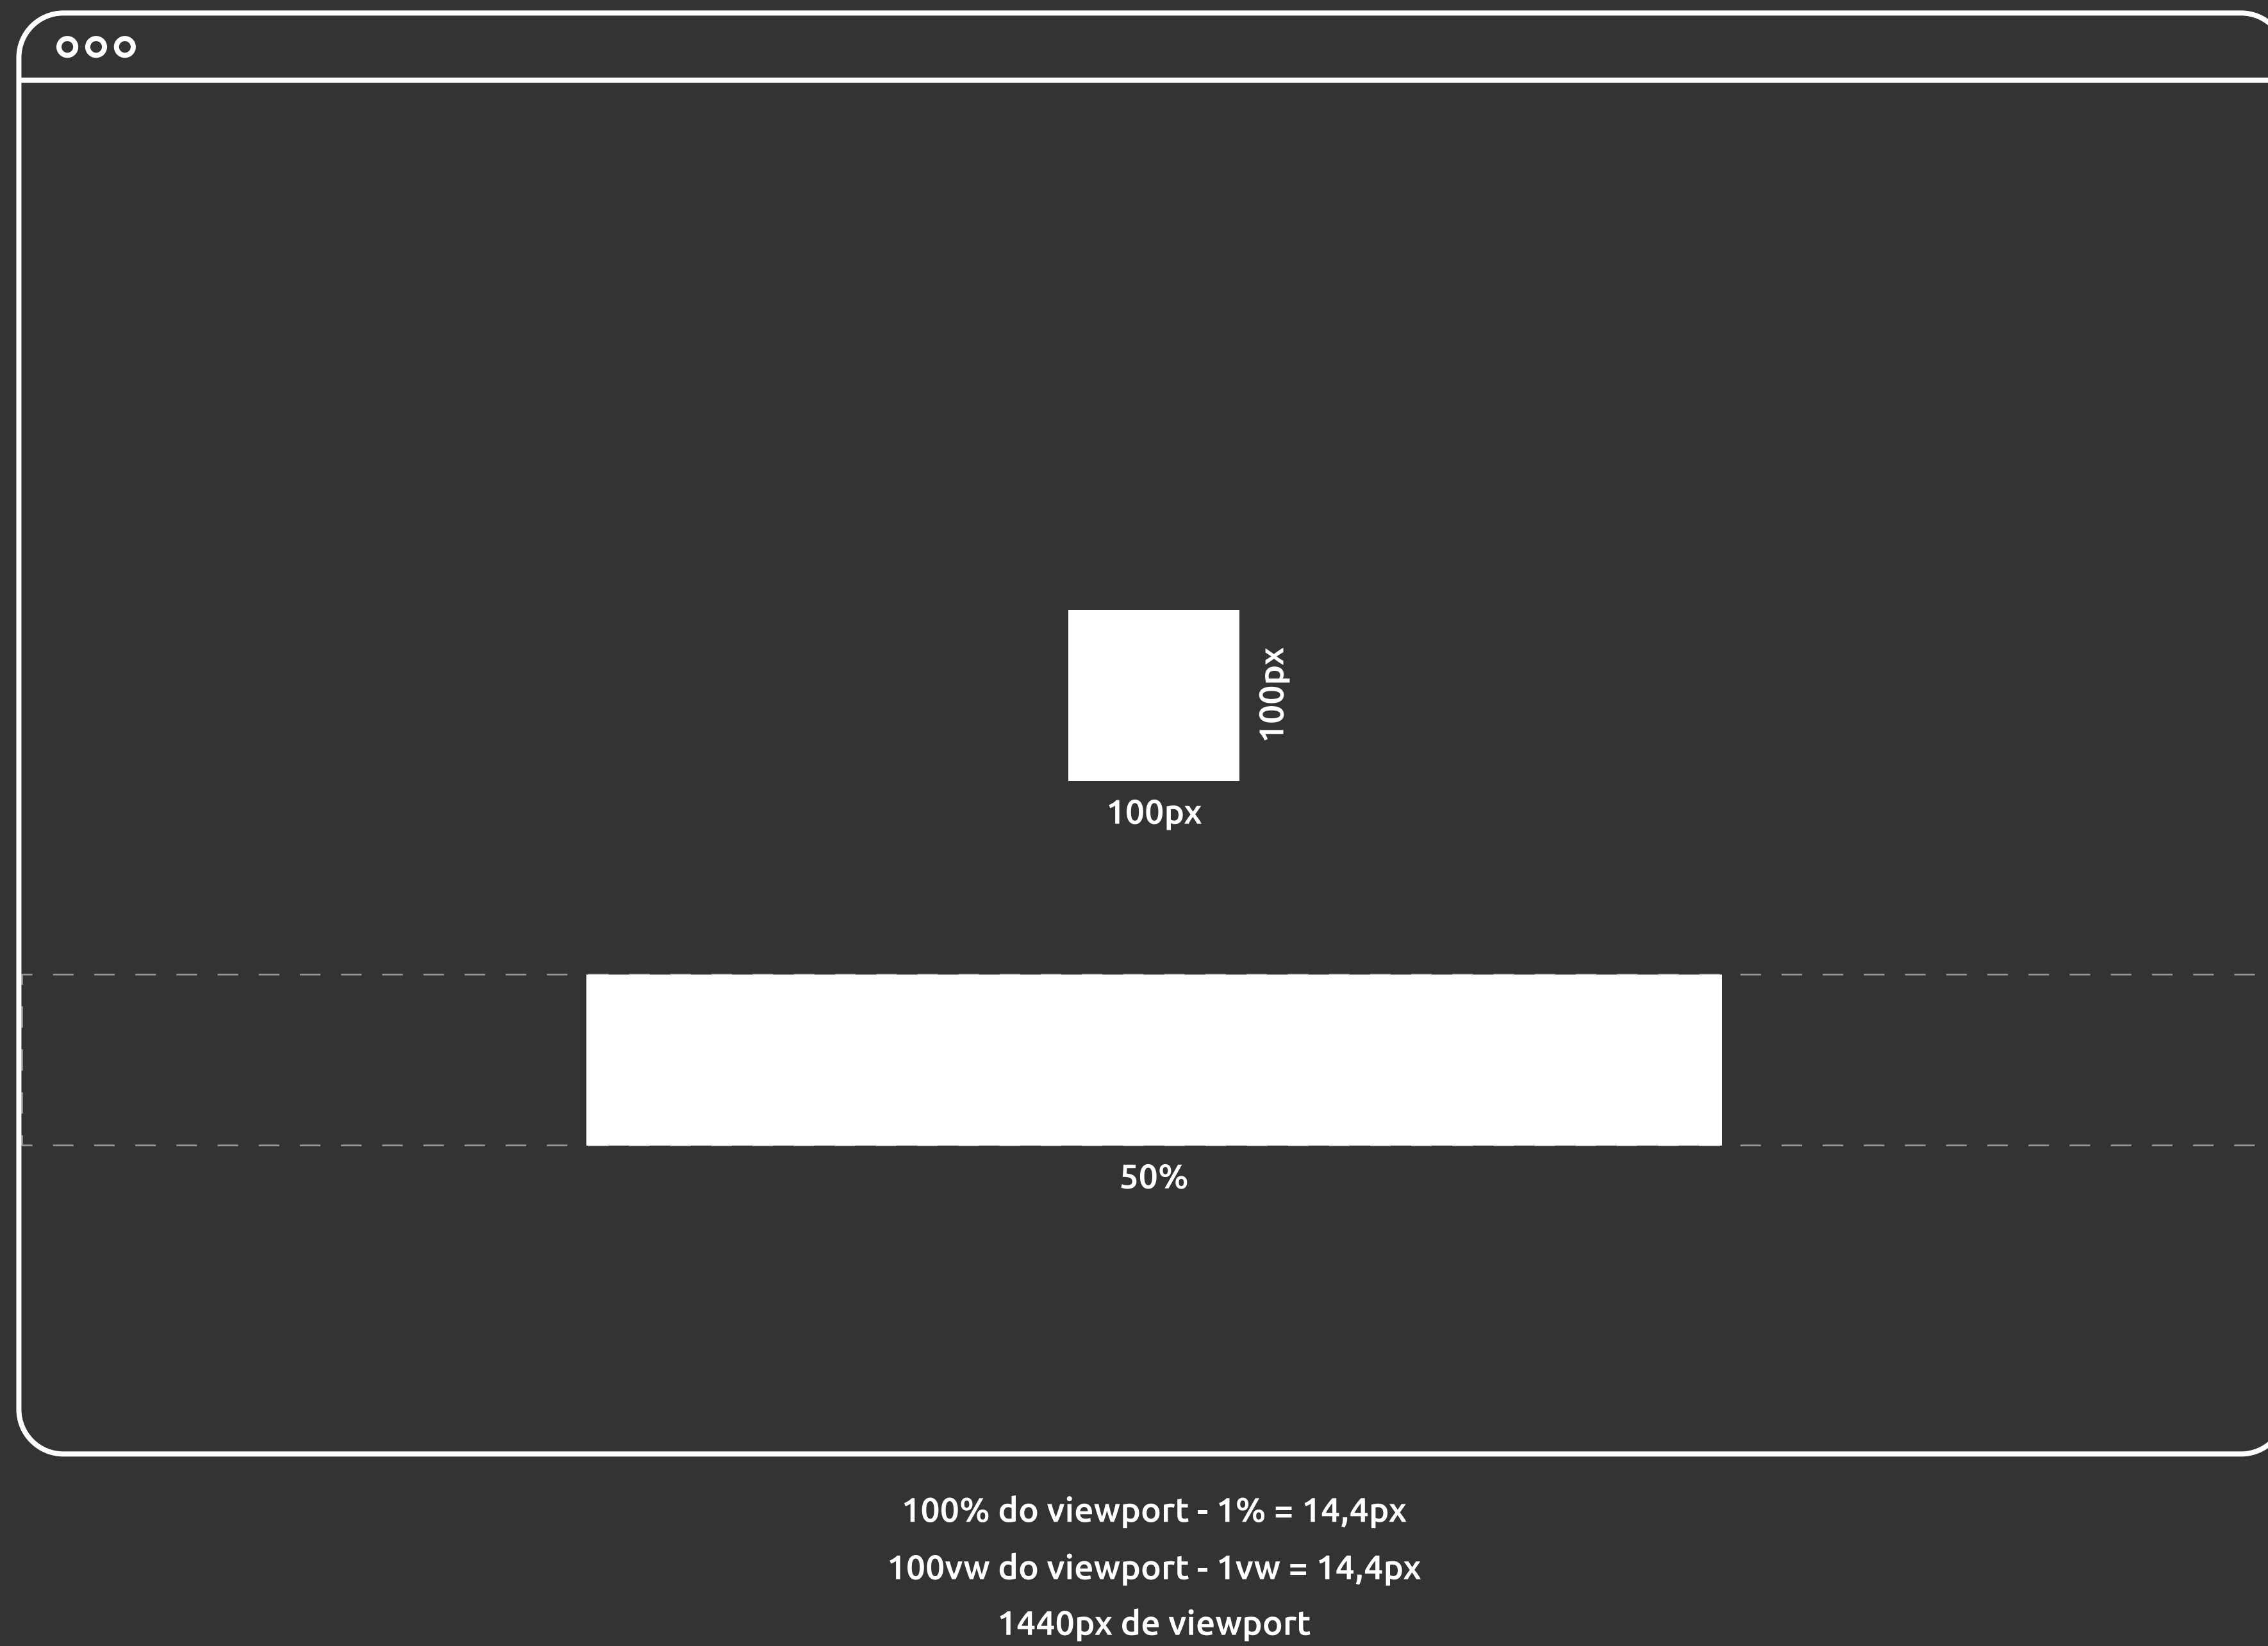 100px
100px
50%
100% do viewport - 1% = 14,4px
100vw do viewport - 1vw = 14,4px
1440px de viewport